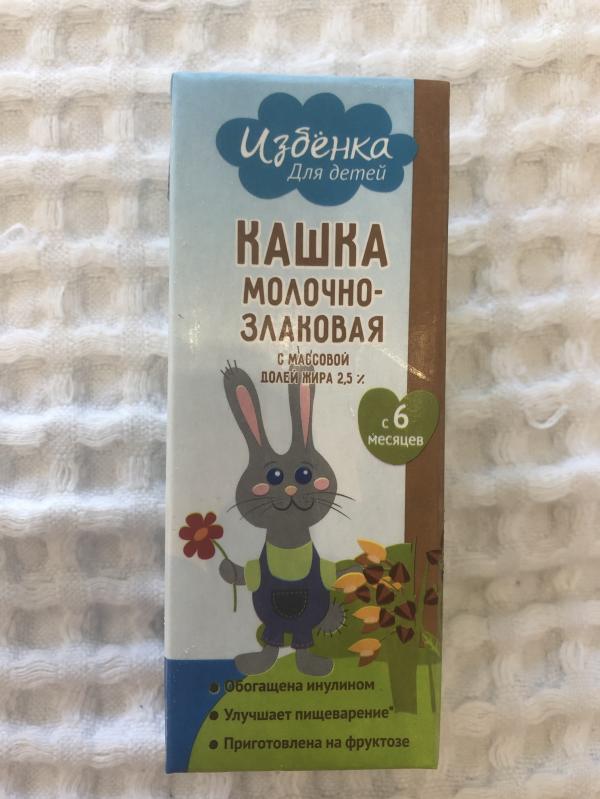 Избёнка
Для детей
КАШКА
МОЛОЧНО-
ЗЛАКОВАЯ
С МАССОВОЙ
ДОЛЕЙ ЖИРА 2,5 %
с 6
месяцев
• Обогащена инулином
• Улучшает пищеварение*
• Приготовлена на фруктозе